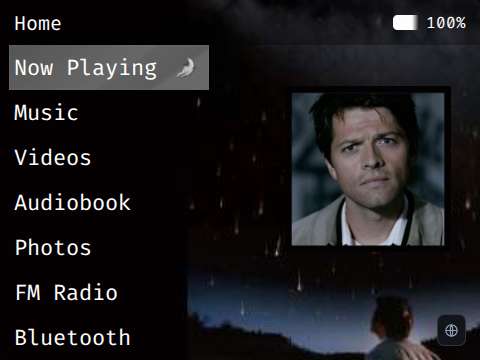 Home
100%
Now Playing
Music
Videos
Audiobook
Photos
FM Radio
Bluetooth